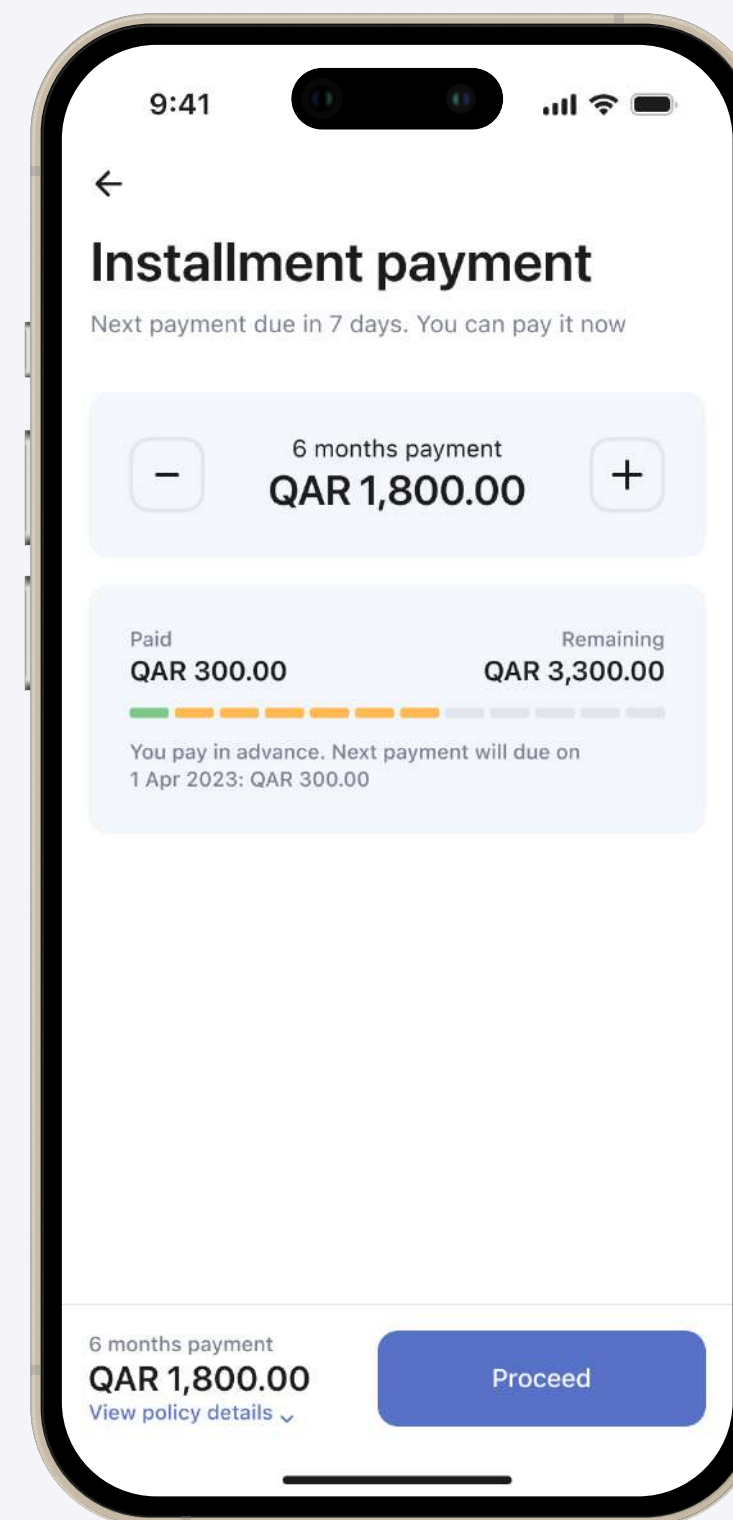 9:41
Installment payment
Next payment due in 7 days. You can pay it now
6 months payment
QAR 1,800.00
Paid
Remaining
QAR 300.00
QAR 3,300.00
You pay in advance. Next payment will due on
1 Apr 2023: QAR 300.00
6 months payment
QAR 1,800.00
View policy details
Proceed